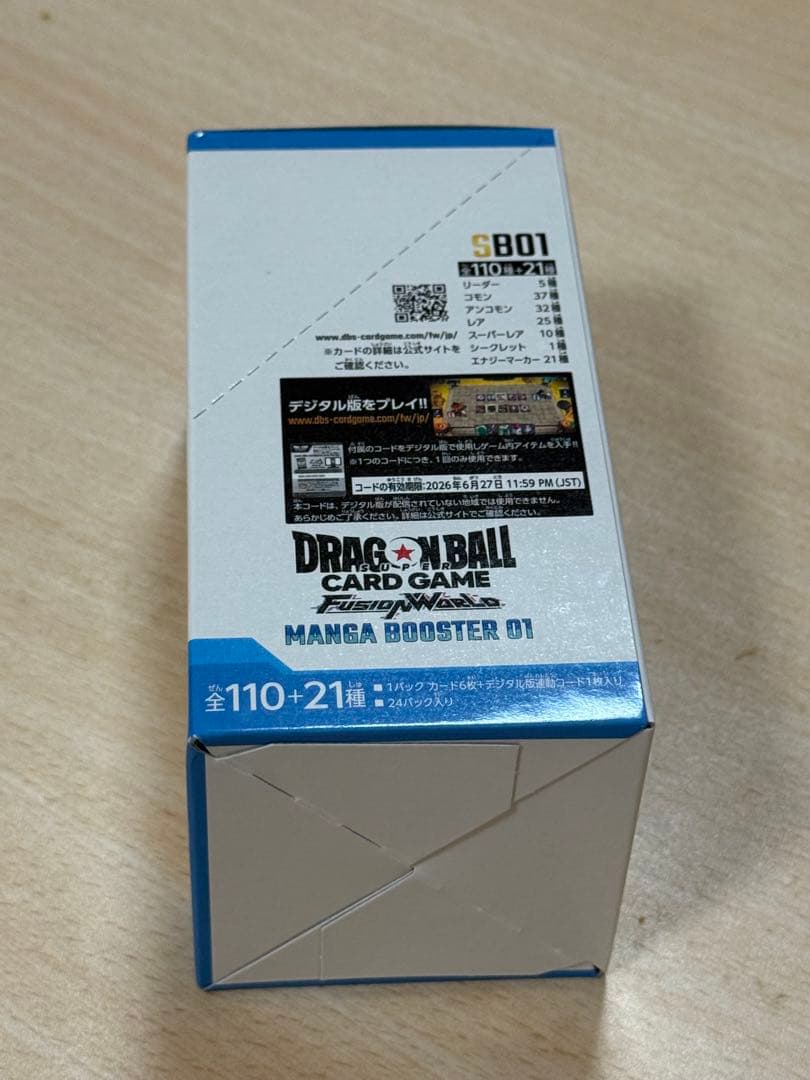 SB01
全110種+21種
リーダー 5種
コモン 37種
アンコモン 32種
レア 25種
スーパーレア 10種
シークレット 1種
エナジーマーカー 21種
www.dbs-cardgame.com/fw/jp/
※カードの詳細は公式サイトを
ご確認ください。
デジタル版をプレイ!!
www.dbs-cardgame.com/fw/jp/
付属のコードをデジタル版で使用しゲーム内アイテムを入手!!
※1つのコードにつき、1回のみ使用できます。
コードの有効期限:2026年6月27日 11:59 PM (JST)
本コードは、デジタル版が配信されていない地域では使用できません。
あらかじめご了承ください。詳細は公式サイトでご確認ください。
DRAGON BALL
SUPER
CARD GAME
FUSION WORLD
MANGA BOOSTER 01
全110+21種
■ 1パック カード6枚+デジタル版連動コード1枚入り
■ 24パック入り